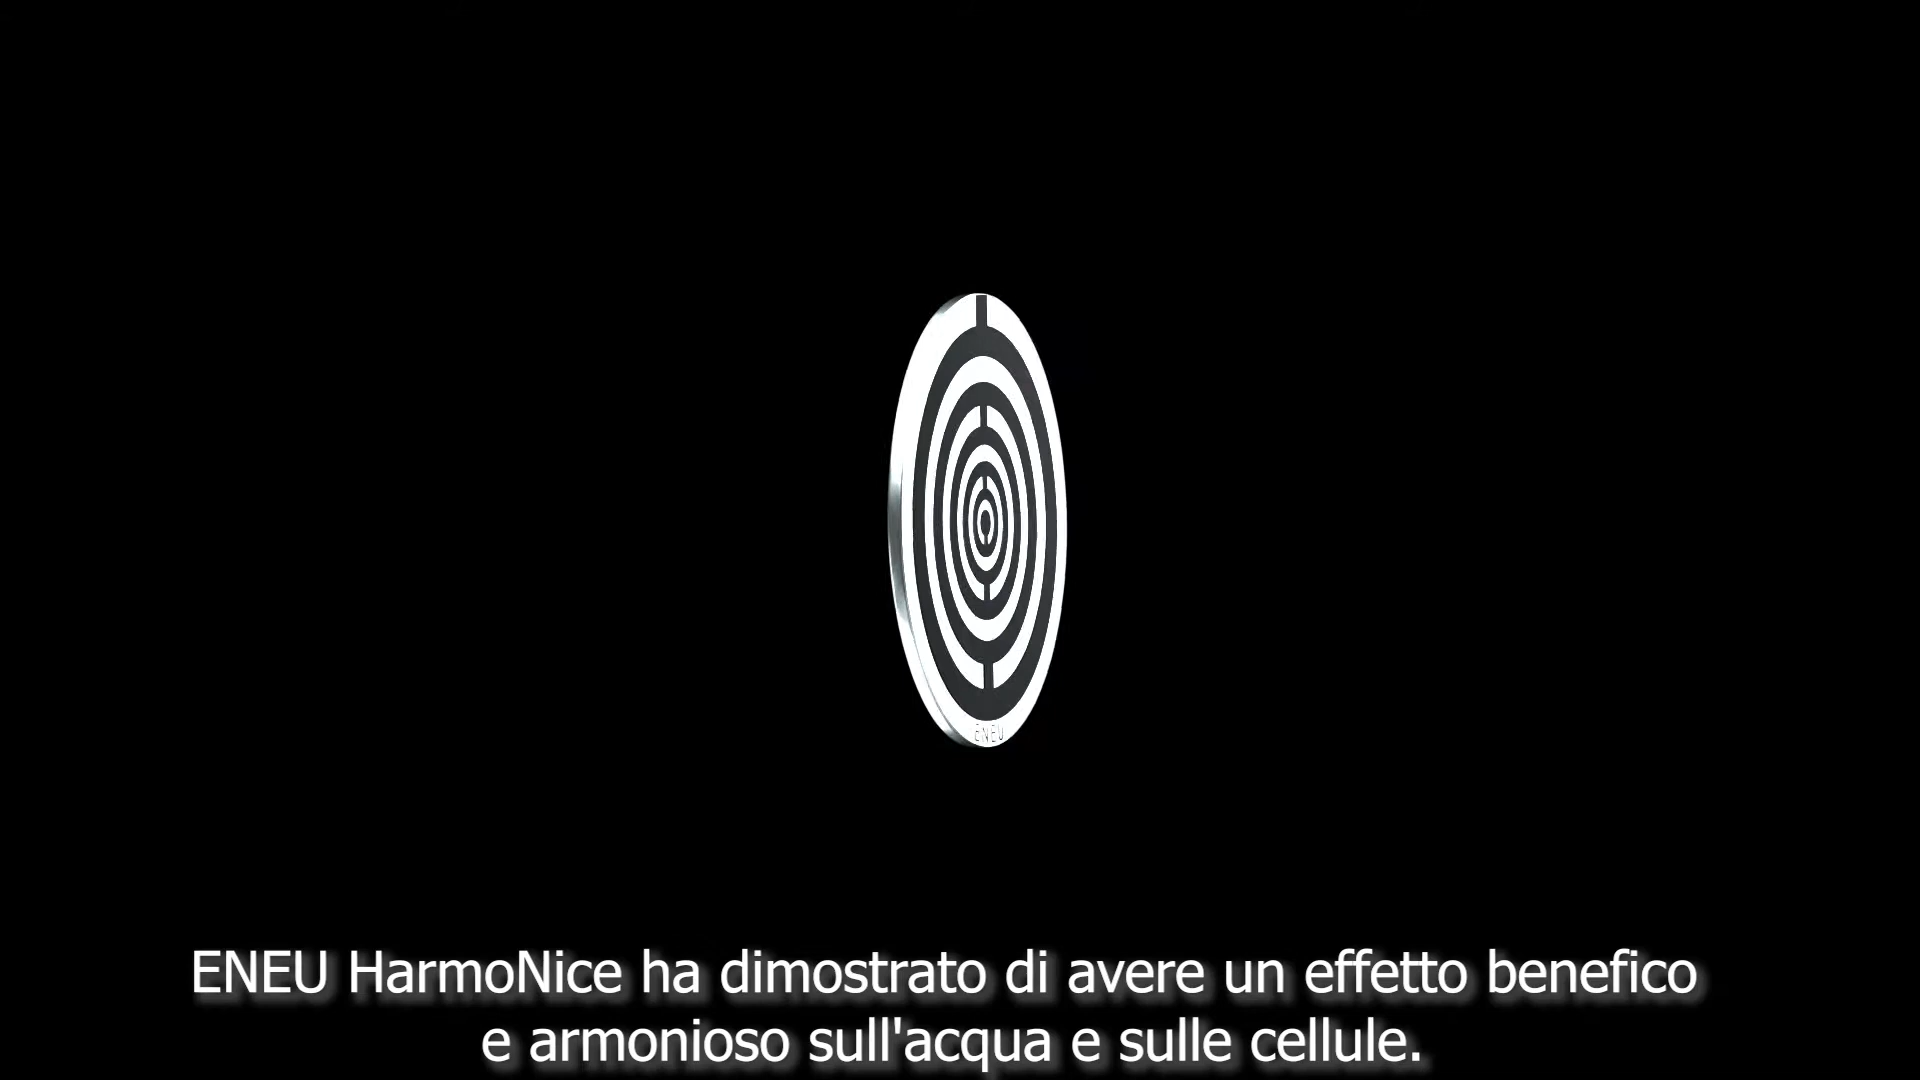 ENEU
ENEU HarmoNice ha dimostrato di avere un effetto benefico
e armonioso sull'acqua e sulle cellule.